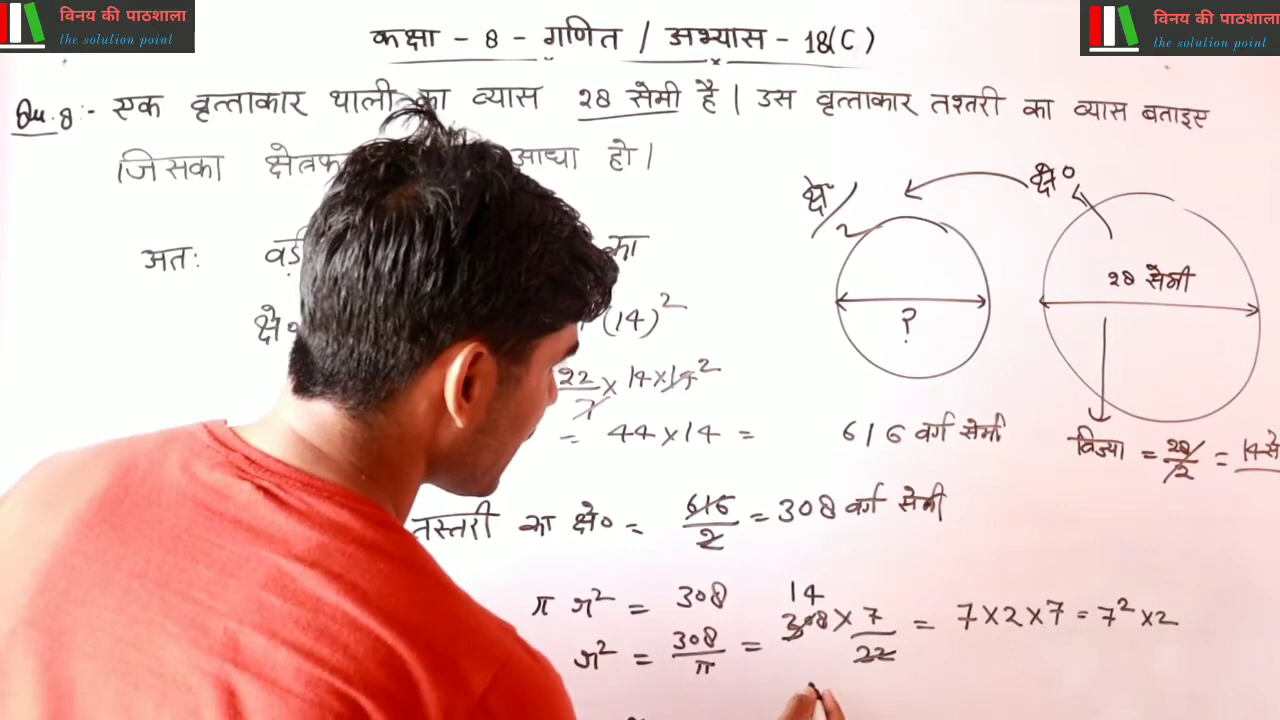 विनय की पाठशाला
the solution point
विनय की पाठशाला
the solution point
कक्षा - 8 - गणित / अभ्यास - 18(C)
Qu. 8 :- एक वृत्ताकार थाली का व्यास 28 सेमी है। उस वृत्ताकार तश्तरी का व्यास बताइए
जिसका आधा हो।
क्षे०/2
क्षे०
28 सेमी
?
अतः का
क्षे० (14)²
22/7 × 14×14²
= 44×14 = 616 वर्ग सेमी
त्रिज्या = 28/2 = 14 से
तस्तरी का क्षे० = 616/2 = 308 वर्ग सेमी
π r² = 308
r² = 308/π = 14 308 × 7/22 = 7×2×7 = 7²×2